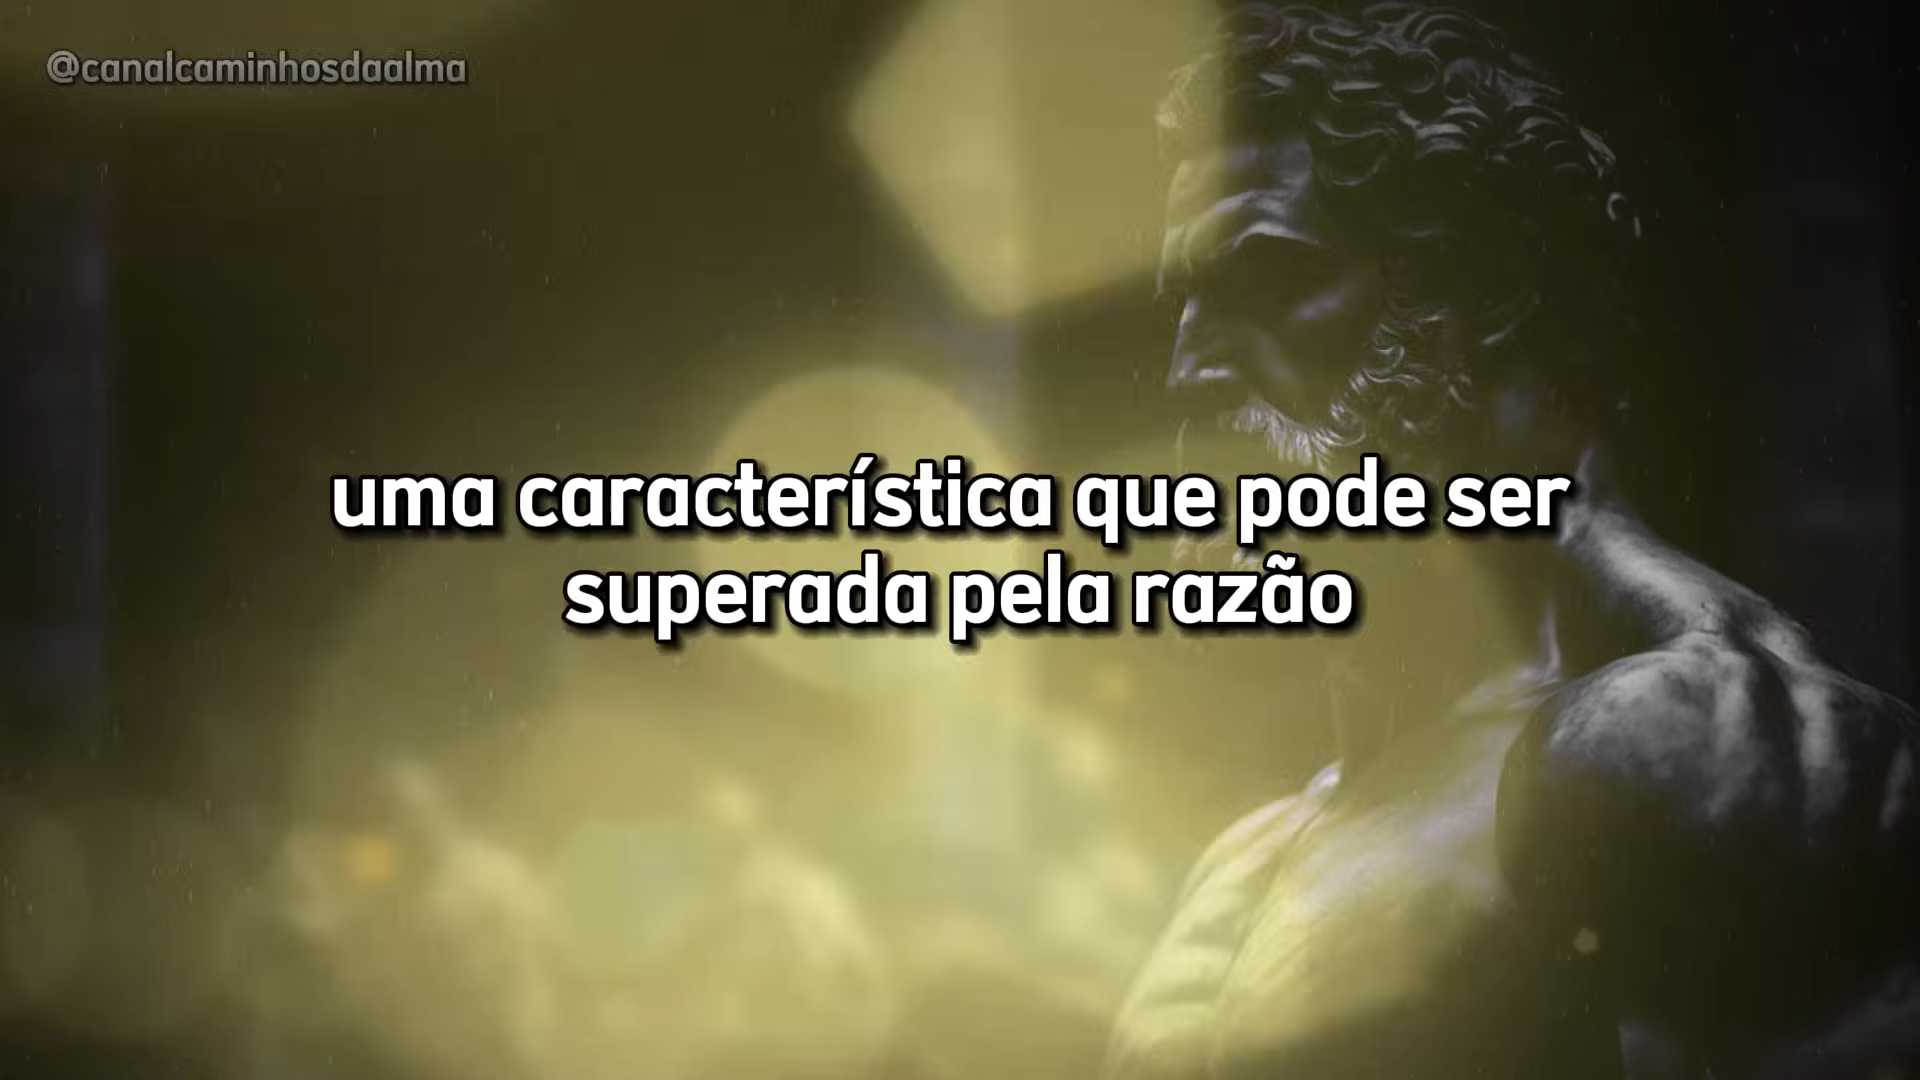 @canalcaminhosdaalma
uma característica que pode ser
superada pela razão